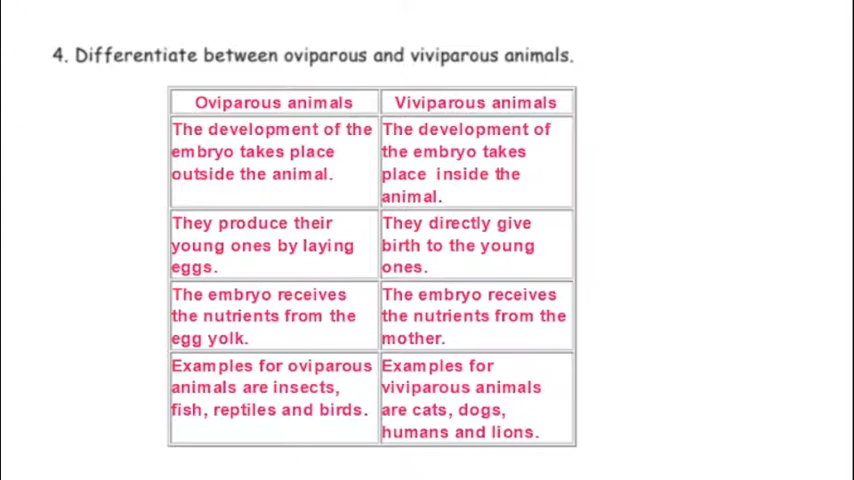 4. Differentiate between oviparous and viviparous animals.
Oviparous animals
Viviparous animals
The development of the
embryo takes place
outside the animal.
The development of
the embryo takes
place inside the
animal.
They produce their
young ones by laying
eggs.
They directly give
birth to the young
ones.
The embryo receives
the nutrients from the
egg yolk.
The embryo receives
the nutrients from the
mother.
Examples for oviparous
animals are insects,
fish, reptiles and birds.
Examples for
viviparous animals
are cats, dogs,
humans and lions.